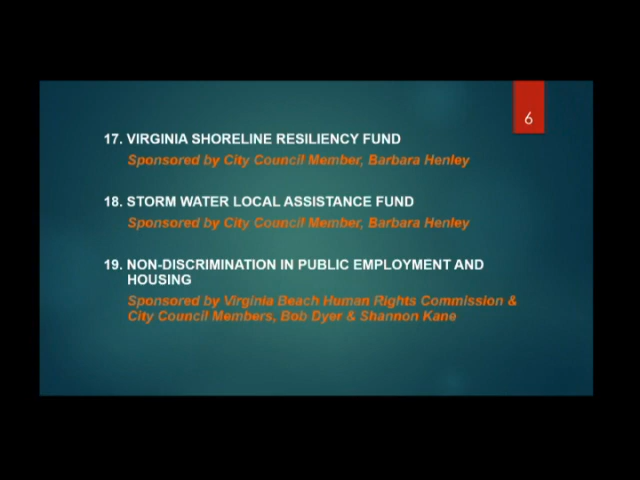 6
17. VIRGINIA SHORELINE RESILIENCY FUND
Sponsored by City Council Member, Barbara Henley
18. STORM WATER LOCAL ASSISTANCE FUND
Sponsored by City Council Member, Barbara Henley
19. NON-DISCRIMINATION IN PUBLIC EMPLOYMENT AND
HOUSING
Sponsored by Virginia Beach Human Rights Commission &
City Council Members, Bob Dyer & Shannon Kane